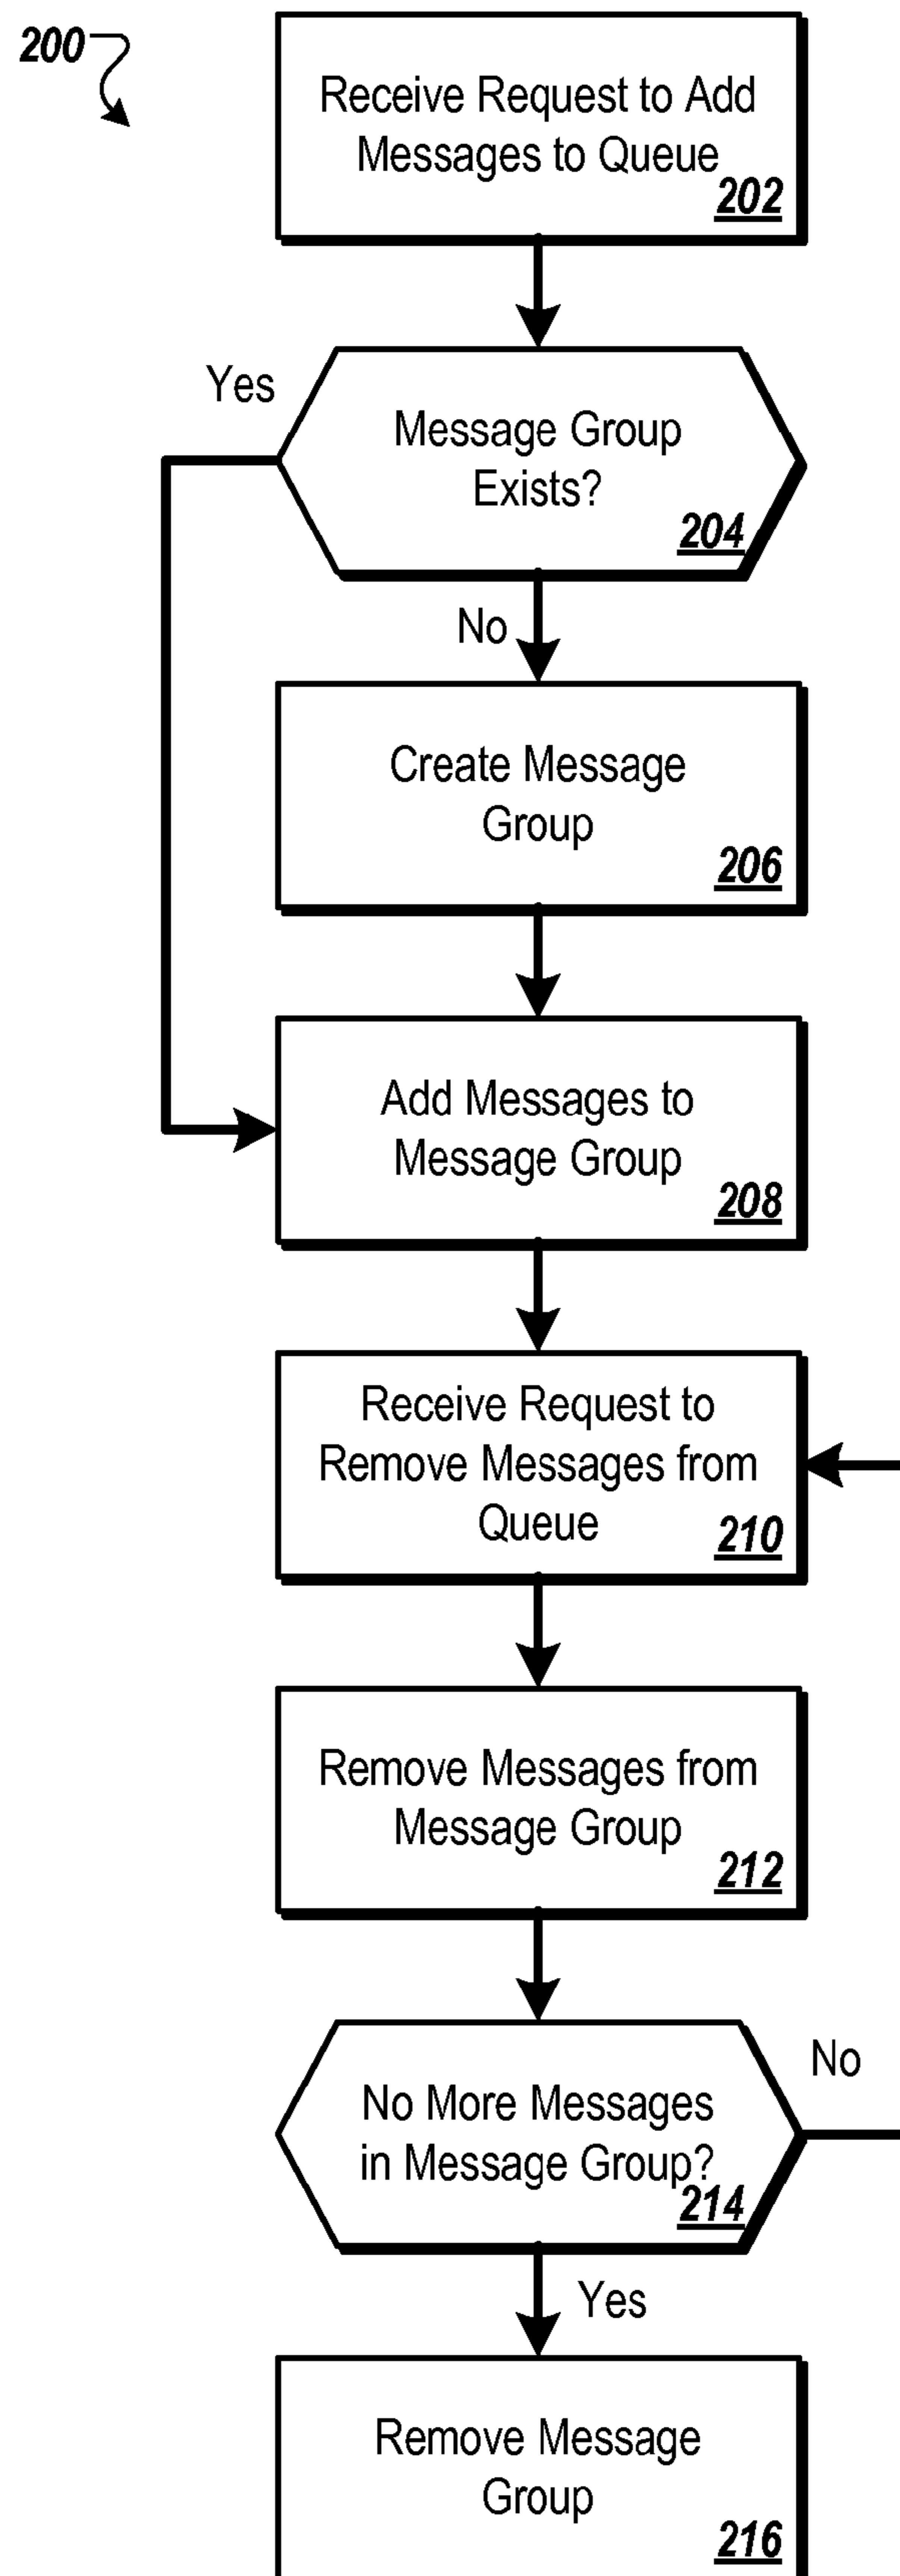 200
Receive Request to Add
Messages to Queue
202
Yes
Message Group
Exists?
204
No
Create Message
Group
206
Add Messages to
Message Group
208
Receive Request to
Remove Messages from
Queue
210
Remove Messages from
Message Group
212
No
No More Messages
in Message Group?
214
Yes
Remove Message
Group
216